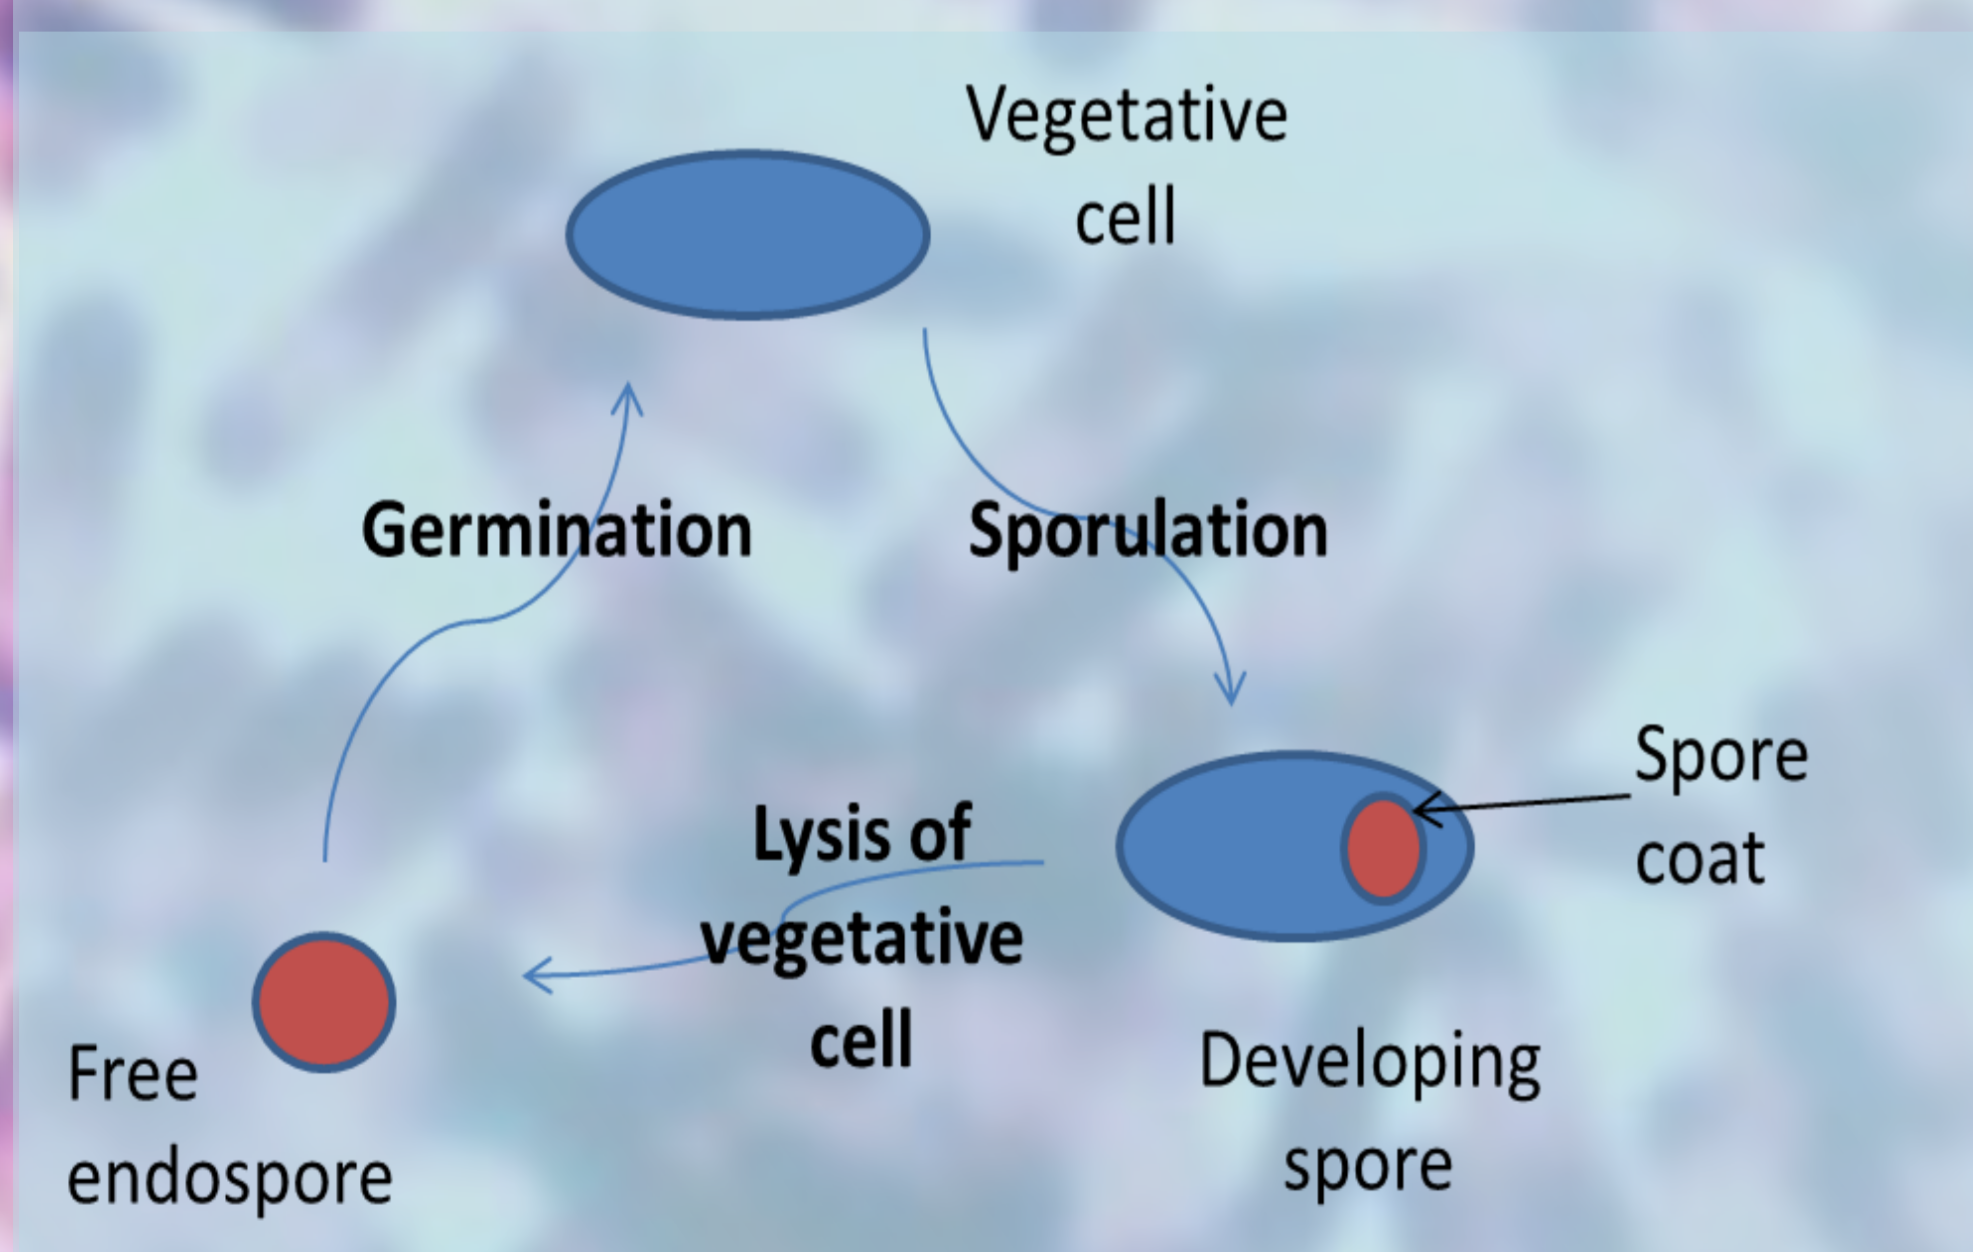 Vegetative
cell
Germination
Sporulation
Spore
coat
Lysis of
vegetative
cell
Developing
spore
Free
endospore